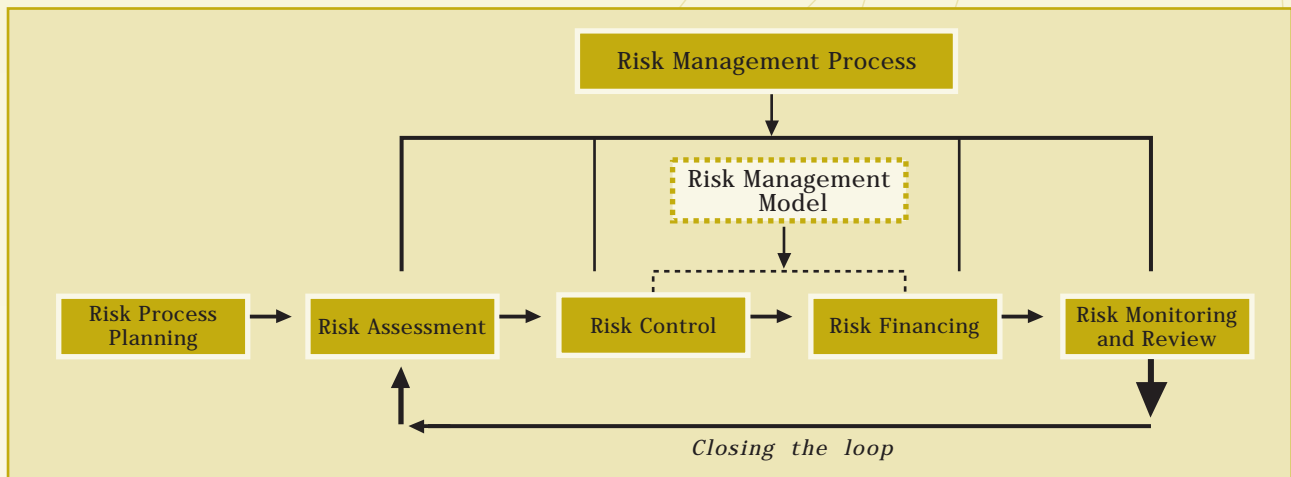 Risk Management Process
Risk Management
Model
Risk Process
Planning
Risk Assessment
Risk Control
Risk Financing
Risk Monitoring
and Review
Closing the loop